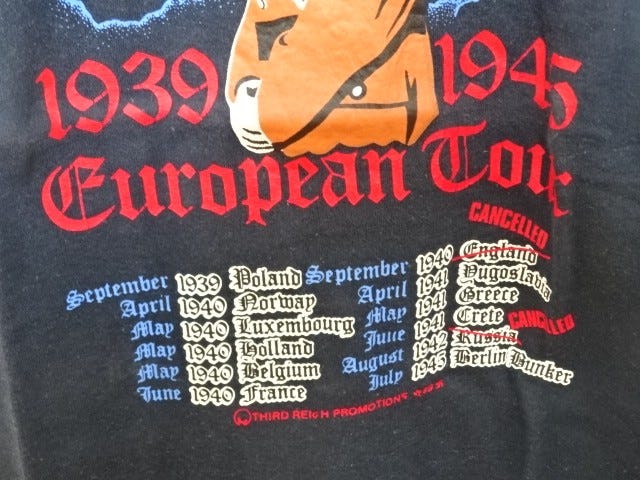 1939 1945
European Tour
CANCELLED
September 1939 Poland September 1940 England
April 1940 Norway April 1941 Yugoslavia
May 1940 Luxembourg May 1941 Greece
May 1940 Holland June 1941 Crete CANCELLED
May 1940 Belgium August 1942 Russia
June 1940 France July 1945 Berlin Bunker
THIRD REICH PROMOTIONS